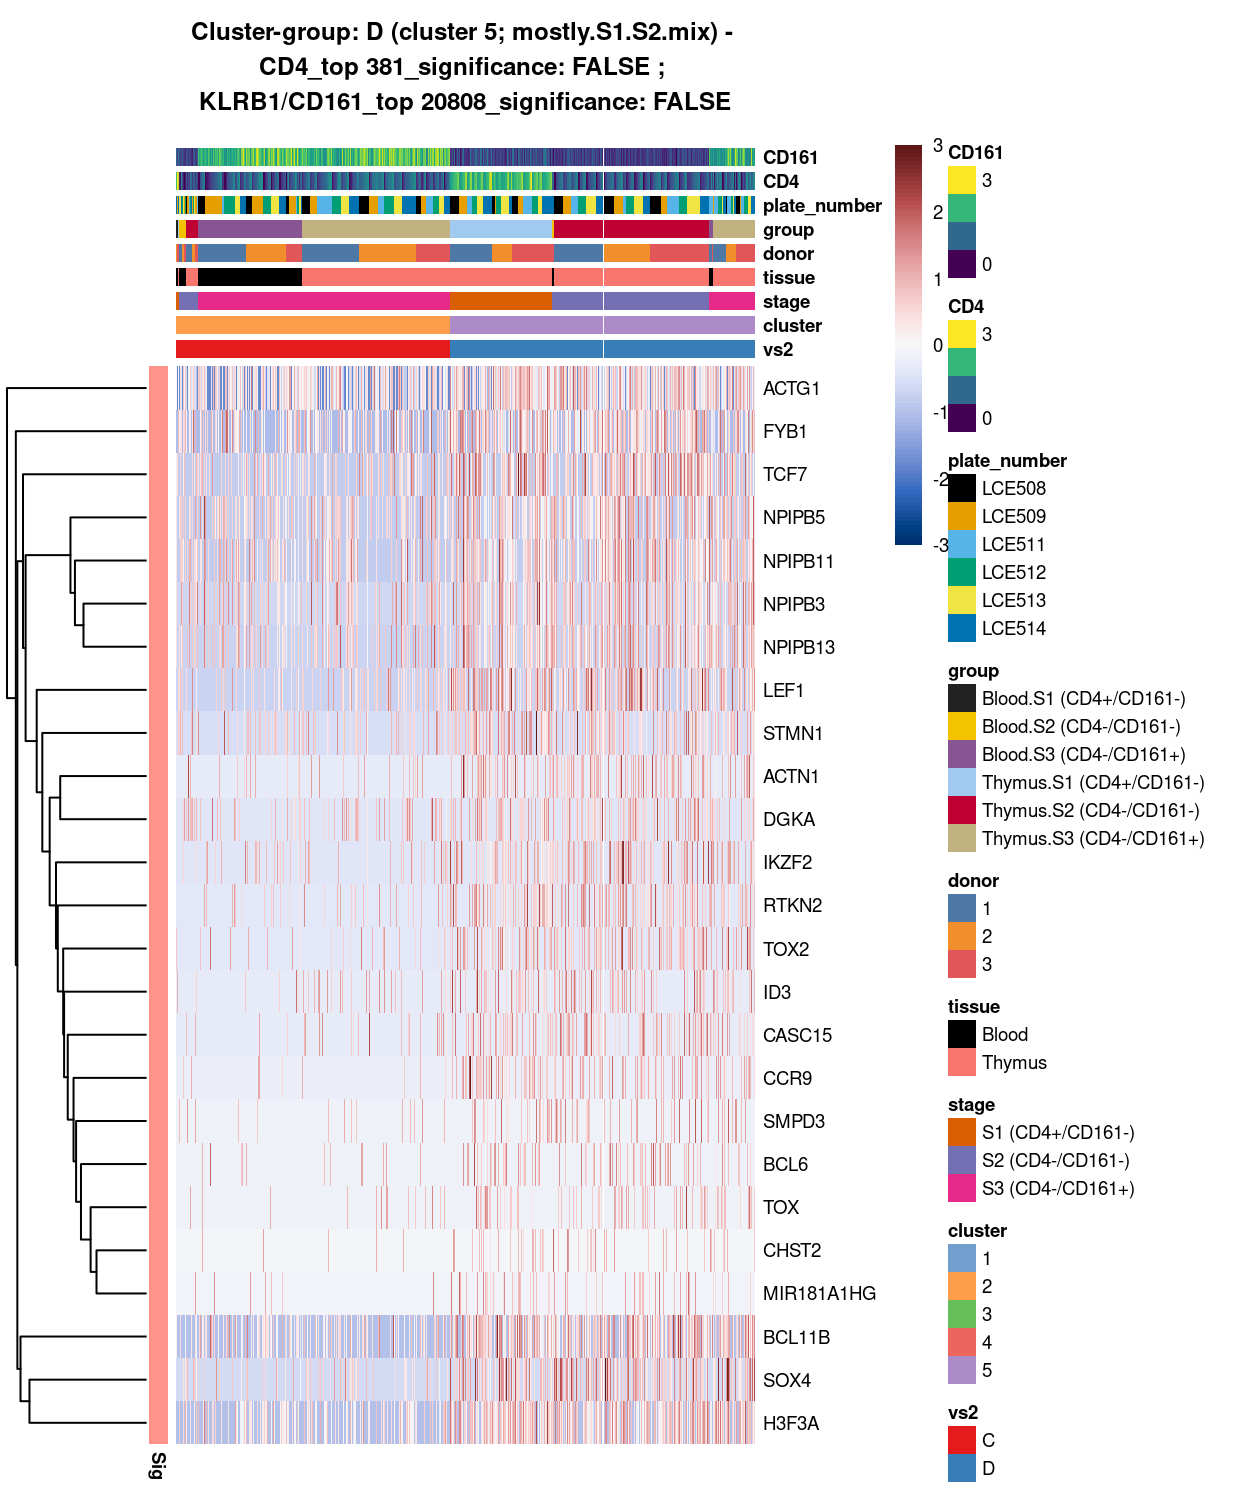 Cluster-group: D (cluster 5; mostly.S1.S2.mix) -
CD4_top 381_significance: FALSE ;
KLRB1/CD161_top 20808_significance: FALSE
CD161
CD4
plate_number
group
donor
tissue
stage
cluster
vs2
ACTG1
FYB1
TCF7
NPIPB5
NPIPB11
NPIPB3
NPIPB13
LEF1
STMN1
ACTN1
DGKA
IKZF2
RTKN2
TOX2
ID3
CASC15
CCR9
SMPD3
BCL6
TOX
CHST2
MIR181A1HG
BCL11B
SOX4
H3F3A
Sig
3
2
1
0
-1
-2
-3
CD161
3
0
CD4
3
0
plate_number
LCE508
LCE509
LCE511
LCE512
LCE513
LCE514
group
Blood.S1 (CD4+/CD161-)
Blood.S2 (CD4-/CD161-)
Blood.S3 (CD4-/CD161+)
Thymus.S1 (CD4+/CD161-)
Thymus.S2 (CD4-/CD161-)
Thymus.S3 (CD4-/CD161+)
donor
1
2
3
tissue
Blood
Thymus
stage
S1 (CD4+/CD161-)
S2 (CD4-/CD161-)
S3 (CD4-/CD161+)
cluster
1
2
3
4
5
vs2
C
D